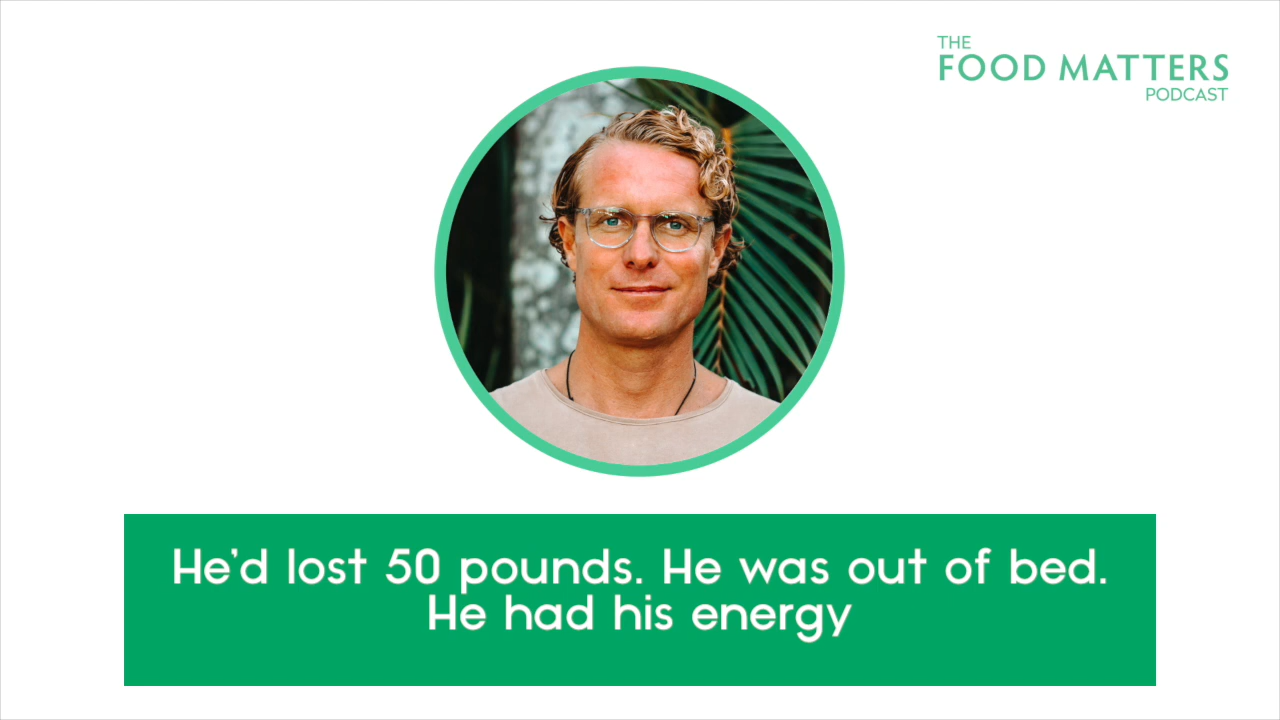 THE
FOOD MATTERS
PODCAST
He'd lost 50 pounds. He was out of bed.
He had his energy